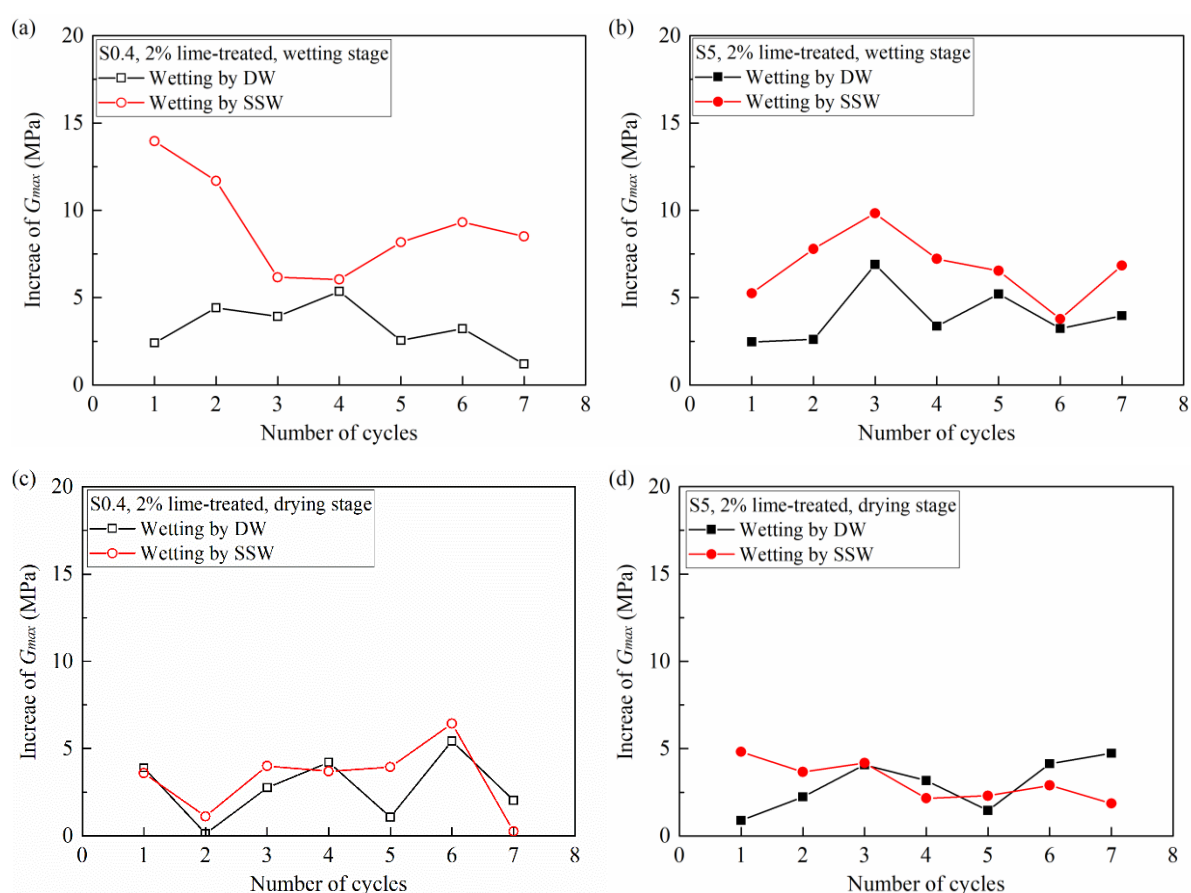 (a)
20
15
10
5
0
Increae of Gmax (MPa)
S0.4, 2% lime-treated, wetting stage
Wetting by DW
Wetting by SSW
0 1 2 3 4 5 6 7 8
Number of cycles
(b)
20
15
10
5
0
Increae of Gmax (MPa)
S5, 2% lime-treated, wetting stage
Wetting by DW
Wetting by SSW
0 1 2 3 4 5 6 7 8
Number of cycles
(c)
20
15
10
5
0
Increae of Gmax (MPa)
S0.4, 2% lime-treated, drying stage
Wetting by DW
Wetting by SSW
0 1 2 3 4 5 6 7 8
Number of cycles
(d)
20
15
10
5
0
Increae of Gmax (MPa)
S5, 2% lime-treated, drying stage
Wetting by DW
Wetting by SSW
0 1 2 3 4 5 6 7 8
Number of cycles